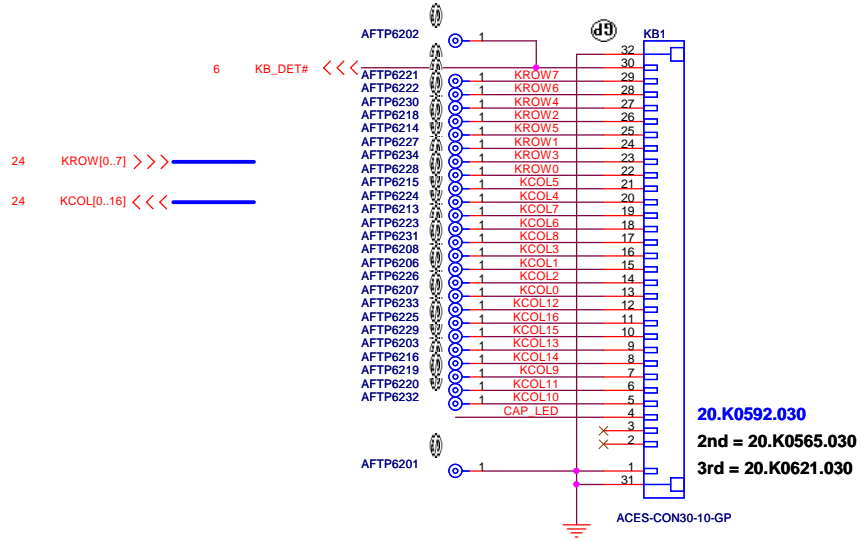 AFTP6202 1 GP KB1
32
6 KB_DET# 30
AFTP6221 1 KROW7 29
AFTP6222 1 KROW6 28
AFTP6230 1 KROW4 27
AFTP6218 1 KROW2 26
AFTP6214 1 KROW5 25
AFTP6227 1 KROW1 24
24 KROW[0..7] AFTP6234 1 KROW3 23
AFTP6228 1 KROW0 22
AFTP6215 1 KCOL5 21
24 KCOL[0..16] AFTP6224 1 KCOL4 20
AFTP6213 1 KCOL7 19
AFTP6223 1 KCOL6 18
AFTP6231 1 KCOL8 17
AFTP6208 1 KCOL3 16
AFTP6206 1 KCOL1 15
AFTP6226 1 KCOL2 14
AFTP6207 1 KCOL0 13
AFTP6233 1 KCOL12 12
AFTP6225 1 KCOL16 11
AFTP6229 1 KCOL15 10
AFTP6203 1 KCOL13 9
AFTP6216 1 KCOL14 8
AFTP6219 1 KCOL9 7
AFTP6220 1 KCOL11 6
AFTP6232 1 KCOL10 5
CAP_LED 4 20.K0592.030
3
2 2nd = 20.K0565.030
AFTP6201 1 1 3rd = 20.K0621.030
31
ACES-CON30-10-GP